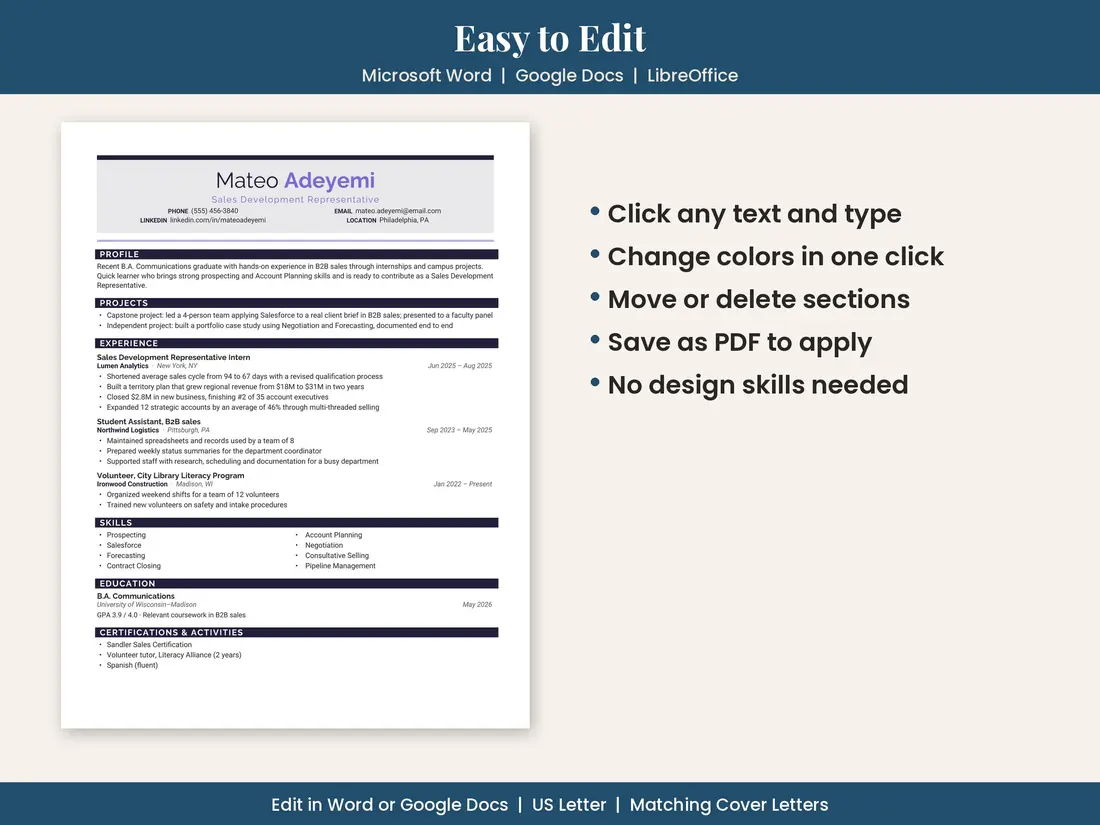 Easy to Edit
Microsoft Word | Google Docs | LibreOffice
Mateo Adeyemi
Sales Development Representative
PHONE (555) 456-3840 EMAIL mateo.adeyemi@email.com
LINKEDIN linkedin.com/in/mateoadeyemi LOCATION Philadelphia, PA
PROFILE
Recent B.A. Communications graduate with hands-on experience in B2B sales through internships and campus projects.
Quick learner who brings strong prospecting and Account Planning skills and is ready to contribute as a Sales Development
Representative.
PROJECTS
• Capstone project: led a 4-person team applying Salesforce to a real client brief in B2B sales; presented to a faculty panel
• Independent project: built a portfolio case study using Negotiation and Forecasting, documented end to end
EXPERIENCE
Sales Development Representative Intern
Lumen Analytics · New York, NY Jun 2025 – Aug 2025
• Shortened average sales cycle from 94 to 67 days with a revised qualification process
• Built a territory plan that grew regional revenue from $18M to $31M in two years
• Closed $2.8M in new business, finishing #2 of 35 account executives
• Expanded 12 strategic accounts by an average of 46% through multi-threaded selling
Student Assistant, B2B sales
Northwind Logistics · Pittsburgh, PA Sep 2023 – May 2025
• Maintained spreadsheets and records used by a team of 8
• Prepared weekly status summaries for the department coordinator
• Supported staff with research, scheduling and documentation for a busy department
Volunteer, City Library Literacy Program
Ironwood Construction · Madison, WI Jan 2022 – Present
• Organized weekend shifts for a team of 12 volunteers
• Trained new volunteers on safety and intake procedures
SKILLS
• Prospecting • Account Planning
• Salesforce • Negotiation
• Forecasting • Consultative Selling
• Contract Closing • Pipeline Management
EDUCATION
B.A. Communications
University of Wisconsin–Madison May 2026
GPA 3.9 / 4.0 · Relevant coursework in B2B sales
CERTIFICATIONS & ACTIVITIES
• Sandler Sales Certification
• Volunteer tutor, Literacy Alliance (2 years)
• Spanish (fluent)
• Click any text and type
• Change colors in one click
• Move or delete sections
• Save as PDF to apply
• No design skills needed
Edit in Word or Google Docs | US Letter | Matching Cover Letters